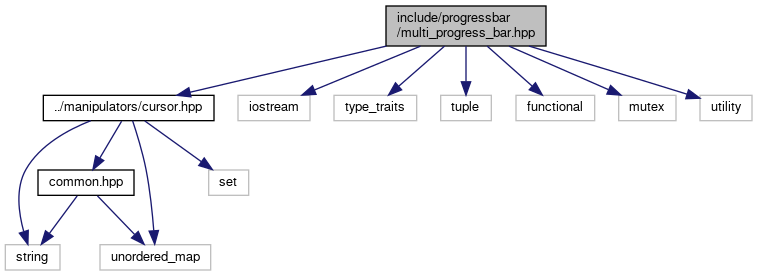 include/progressbar
/multi_progress_bar.hpp
../manipulators/cursor.hpp
iostream
type_traits
tuple
functional
mutex
utility
common.hpp
set
string
unordered_map